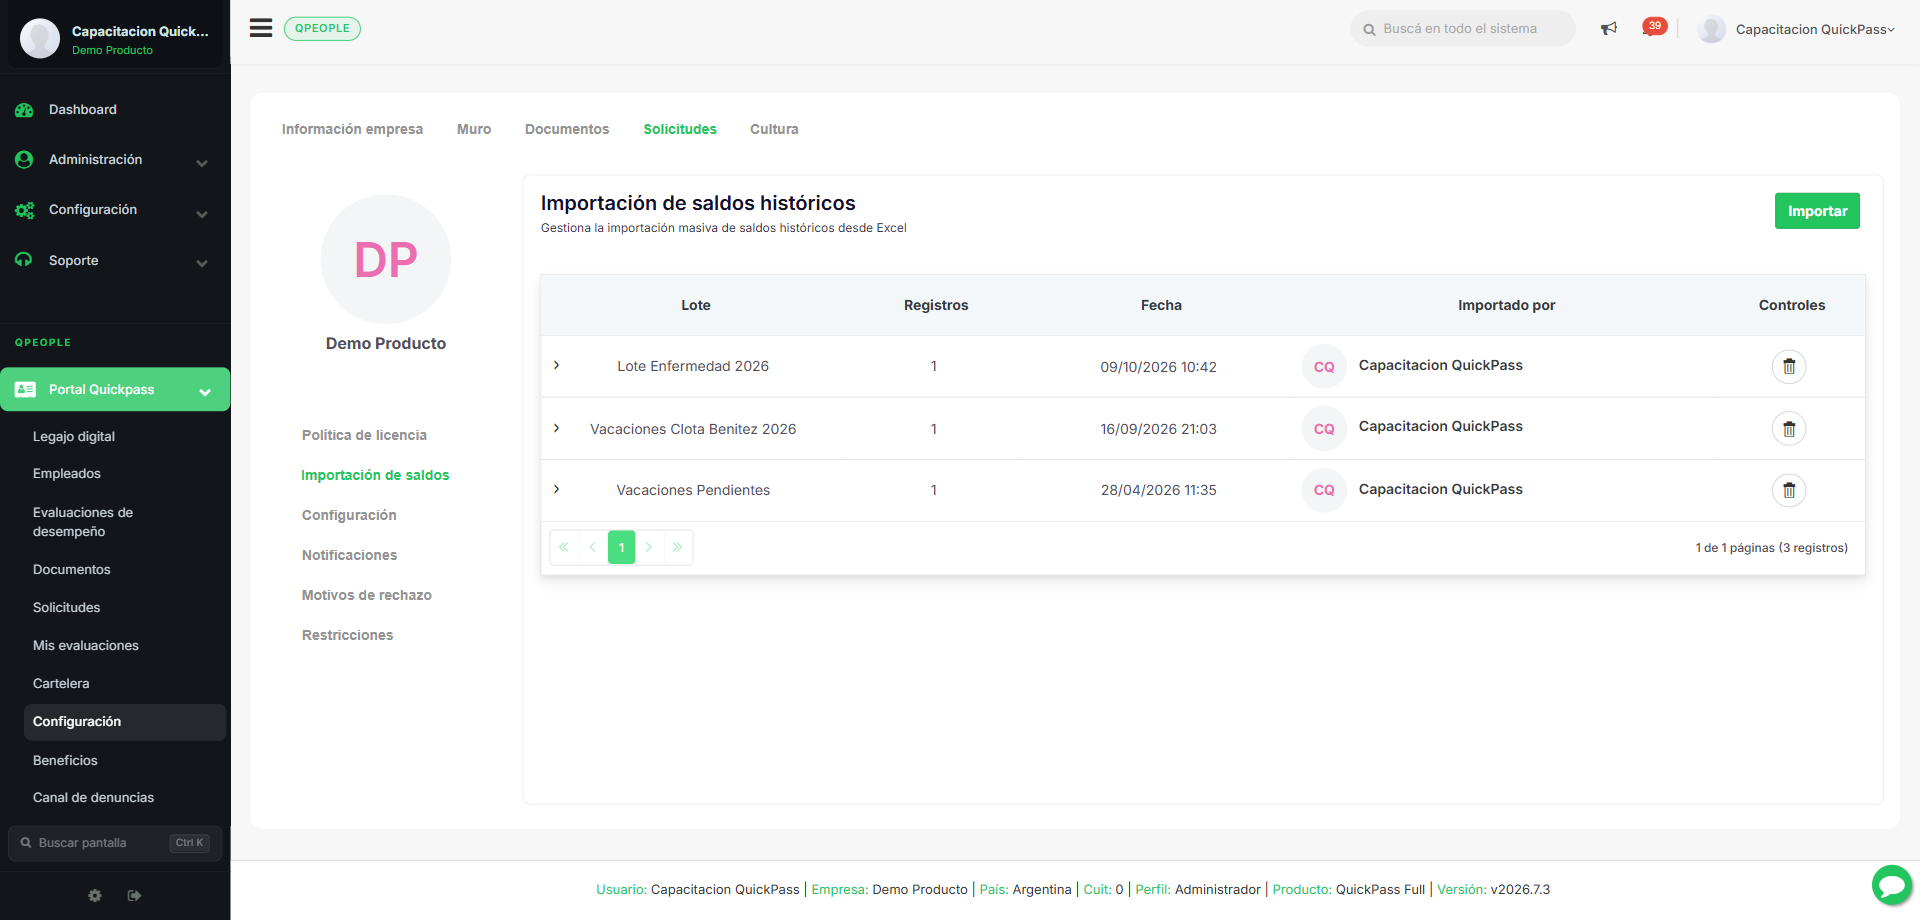 Capacitacion Quick...
Demo Producto
Dashboard
Administración
Configuración
Soporte
QPEOPLE
Portal Quickpass
Legajo digital
Empleados
Evaluaciones de
desempeño
Documentos
Solicitudes
Mis evaluaciones
Cartelera
Configuración
Beneficios
Canal de denuncias
Buscar pantalla
Ctrl K
QPEOPLE
Buscá en todo el sistema
39
Capacitacion QuickPass
Información empresa
Muro
Documentos
Solicitudes
Cultura
DP
Demo Producto
Política de licencia
Importación de saldos
Configuración
Notificaciones
Motivos de rechazo
Restricciones
Importación de saldos históricos
Gestiona la importación masiva de saldos históricos desde Excel
Importar
Lote Registros Fecha Importado por Controles
Lote Enfermedad 2026 1 09/10/2026 10:42 CQ Capacitacion QuickPass
Vacaciones Clota Benitez 2026 1 16/09/2026 21:03 CQ Capacitacion QuickPass
Vacaciones Pendientes 1 28/04/2026 11:35 CQ Capacitacion QuickPass
1
1 de 1 páginas (3 registros)
Usuario: Capacitacion QuickPass | Empresa: Demo Producto | País: Argentina | Cuit: 0 | Perfil: Administrador | Producto: QuickPass Full | Versión: v2026.7.3